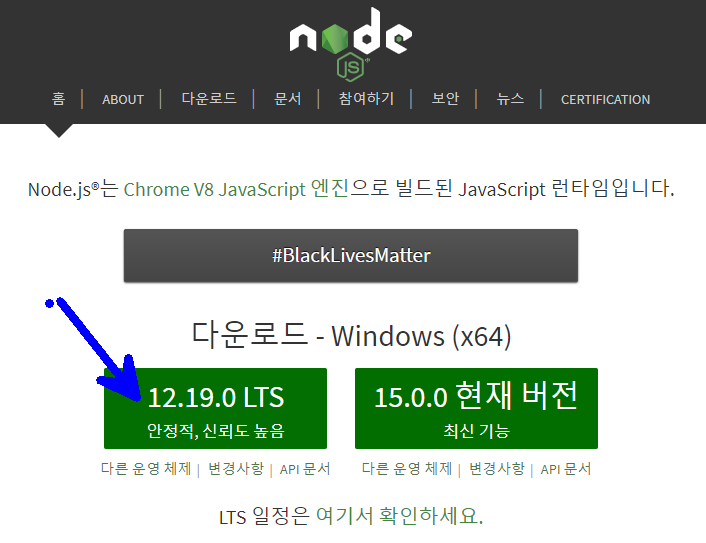 node
JS
홈 | ABOUT | 다운로드 | 문서 | 참여하기 | 보안 | 뉴스 | CERTIFICATION
Node.js®는 Chrome V8 JavaScript 엔진으로 빌드된 JavaScript 런타임입니다.
#BlackLivesMatter
다운로드 - Windows (x64)
12.19.0 LTS
안정적, 신뢰도 높음
15.0.0 현재 버전
최신 기능
다른 운영 체제 | 변경사항 | API 문서
다른 운영 체제 | 변경사항 | API 문서
LTS 일정은 여기서 확인하세요.